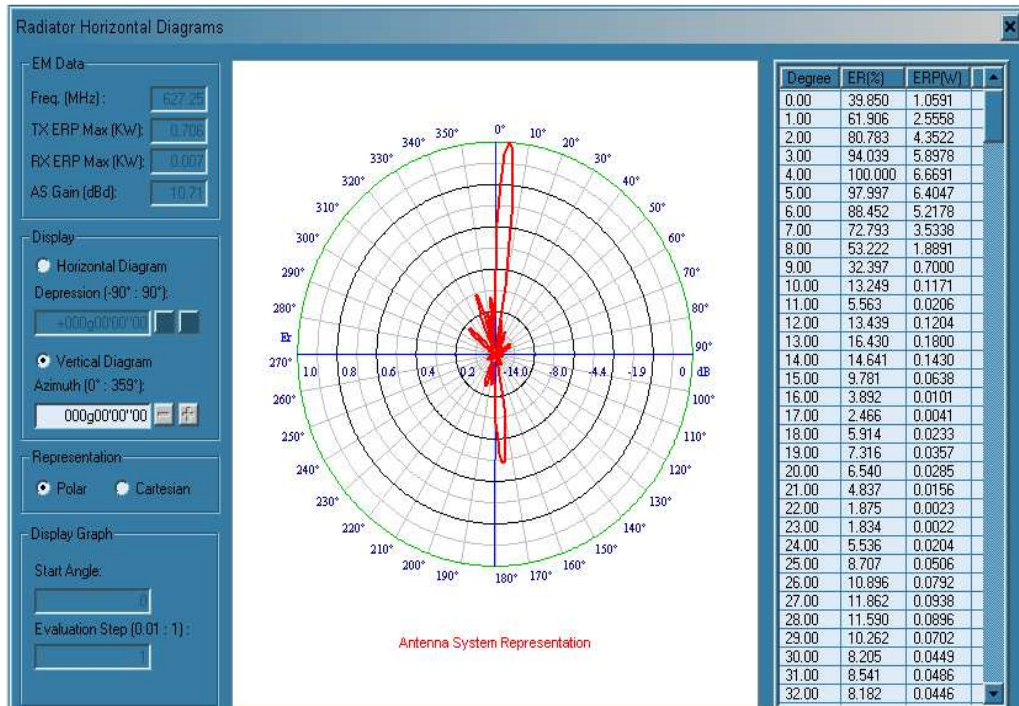 Radiator Horizontal Diagrams
EM Data
Freq. (MHz) : 627.25
TX ERP Max (KW): 0.706
RX ERP Max (KW): 0.007
AS Gain (dBd): 10.71
Display
Horizontal Diagram
Depression (-90° : 90°):
+000g00'00"00
Vertical Diagram
Azimuth (0° : 359°):
000g00'00"00 - +
Representation
Polar Cartesian
Display Graph
Start Angle:
0
Evaluation Step (0.01 : 1) :
1
0°
10°
20°
30°
40°
50°
60°
70°
80°
90°
100°
110°
120°
130°
140°
150°
160°
170°
180°
190°
200°
210°
220°
230°
240°
250°
260°
270°
280°
290°
300°
310°
320°
330°
340°
350°
Er
1.0 0.8 0.6 0.4 0.2 -14.0 -8.0 -4.4 -1.9 0 dB
Antenna System Representation
Degree ER(%) ERP(W)
0.00 39.850 1.0591
1.00 61.906 2.5558
2.00 80.783 4.3522
3.00 94.039 5.8978
4.00 100.000 6.6691
5.00 97.997 6.4047
6.00 88.452 5.2178
7.00 72.793 3.5338
8.00 53.222 1.8891
9.00 32.397 0.7000
10.00 13.249 0.1171
11.00 5.563 0.0206
12.00 13.439 0.1204
13.00 16.430 0.1800
14.00 14.641 0.1430
15.00 9.781 0.0638
16.00 3.892 0.0101
17.00 2.466 0.0041
18.00 5.914 0.0233
19.00 7.316 0.0357
20.00 6.540 0.0285
21.00 4.837 0.0156
22.00 1.875 0.0023
23.00 1.834 0.0022
24.00 5.536 0.0204
25.00 8.707 0.0506
26.00 10.896 0.0792
27.00 11.862 0.0938
28.00 11.590 0.0896
29.00 10.262 0.0702
30.00 8.205 0.0449
31.00 8.541 0.0486
32.00 8.182 0.0446